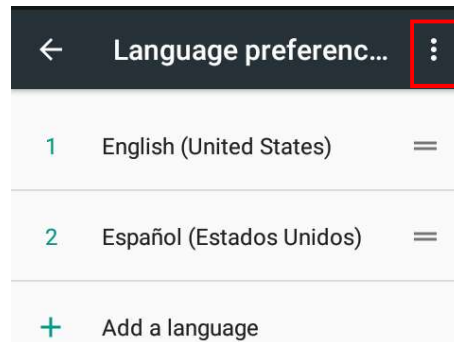 Language preferenc...
1 English (United States)
2 Español (Estados Unidos)
+ Add a language